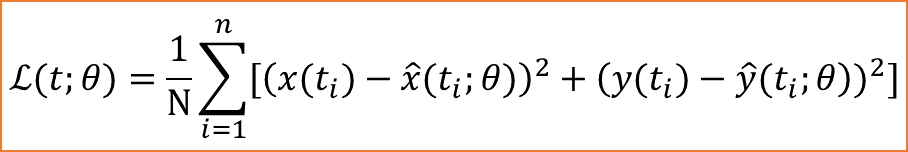 ℒ(t; θ) = 1/N ∑_{i=1}^{n} [(x(t_i) − x̂(t_i; θ))² + (y(t_i) − ŷ(t_i; θ))²]